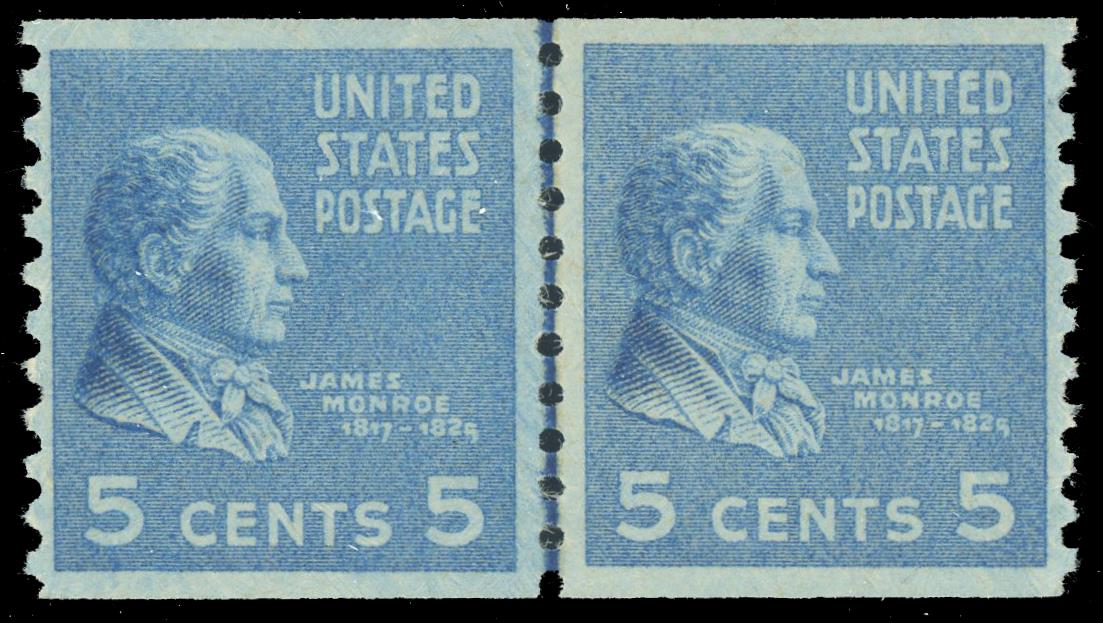 UNITED
STATES
POSTAGE
JAMES
MONROE
1817 - 1825
5 CENTS 5
UNITED
STATES
POSTAGE
JAMES
MONROE
1817 - 1825
5 CENTS 5